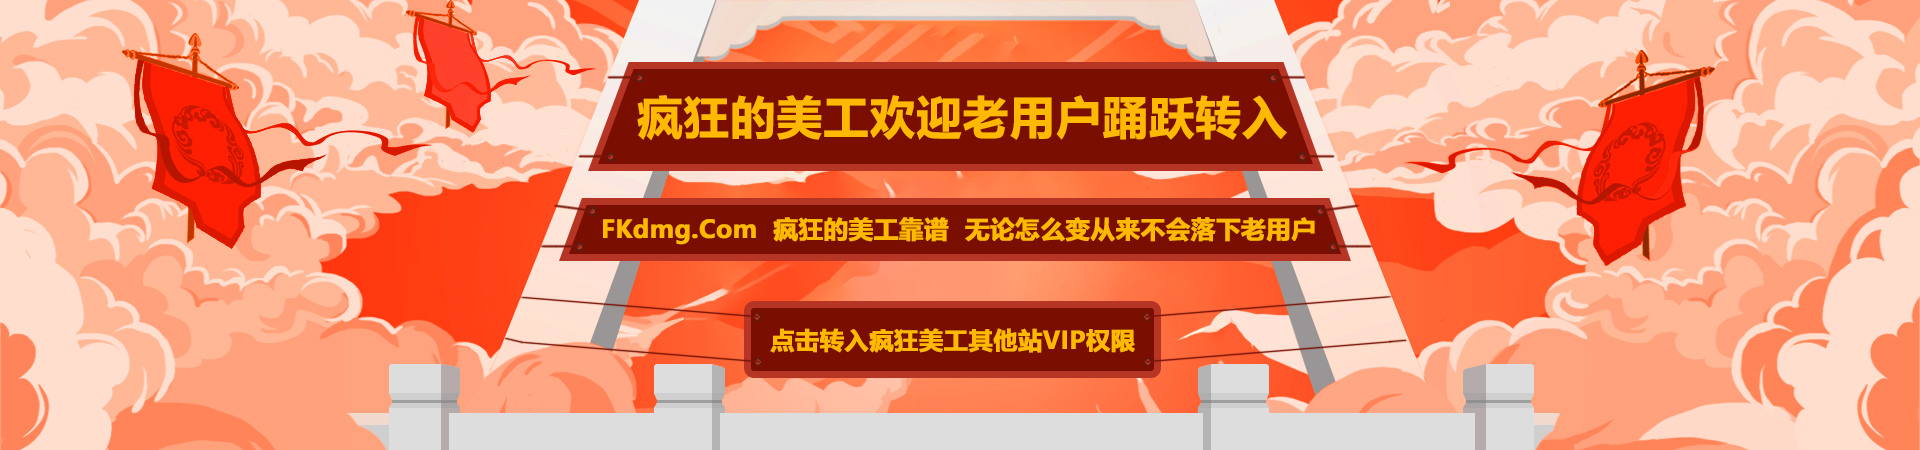 疯狂的美工欢迎老用户踊跃转入
FKdmg.Com 疯狂的美工靠谱 无论怎么变从来不会落下老用户
点击转入疯狂美工其他站VIP权限